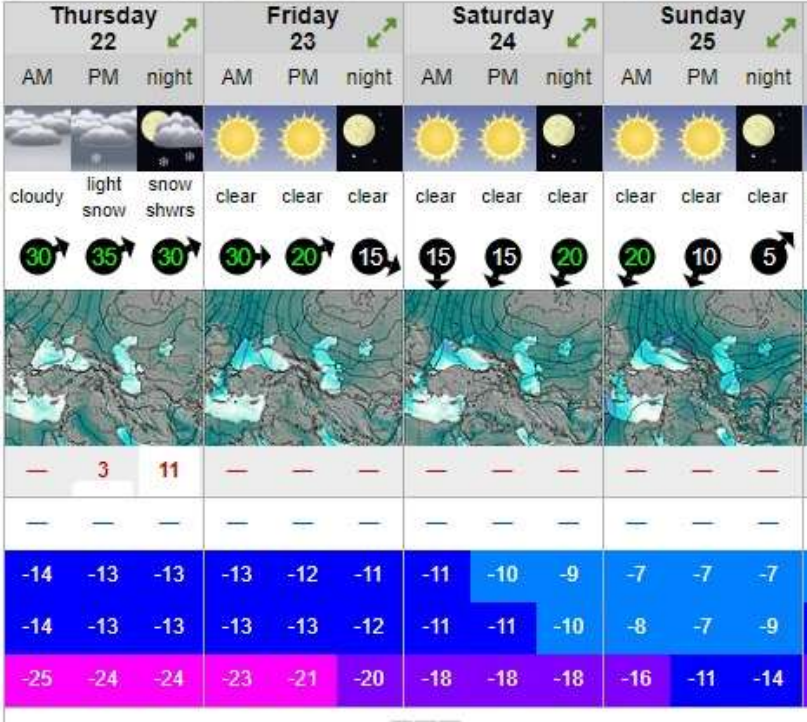 Thursday 22 Friday 23 Saturday 24 Sunday 25
AM PM night AM PM night AM PM night AM PM night
cloudy light snow snow shwrs clear clear clear clear clear clear clear clear clear
30 35 30 30 20 15 15 15 20 20 10 5
— 3 11 — — — — — — — — —
— — — — — — — — — — — —
-14 -13 -13 -13 -12 -11 -11 -10 -9 -7 -7 -7
-14 -13 -13 -13 -13 -12 -11 -11 -10 -8 -7 -9
-25 -24 -24 -23 -21 -20 -18 -18 -18 -16 -11 -14